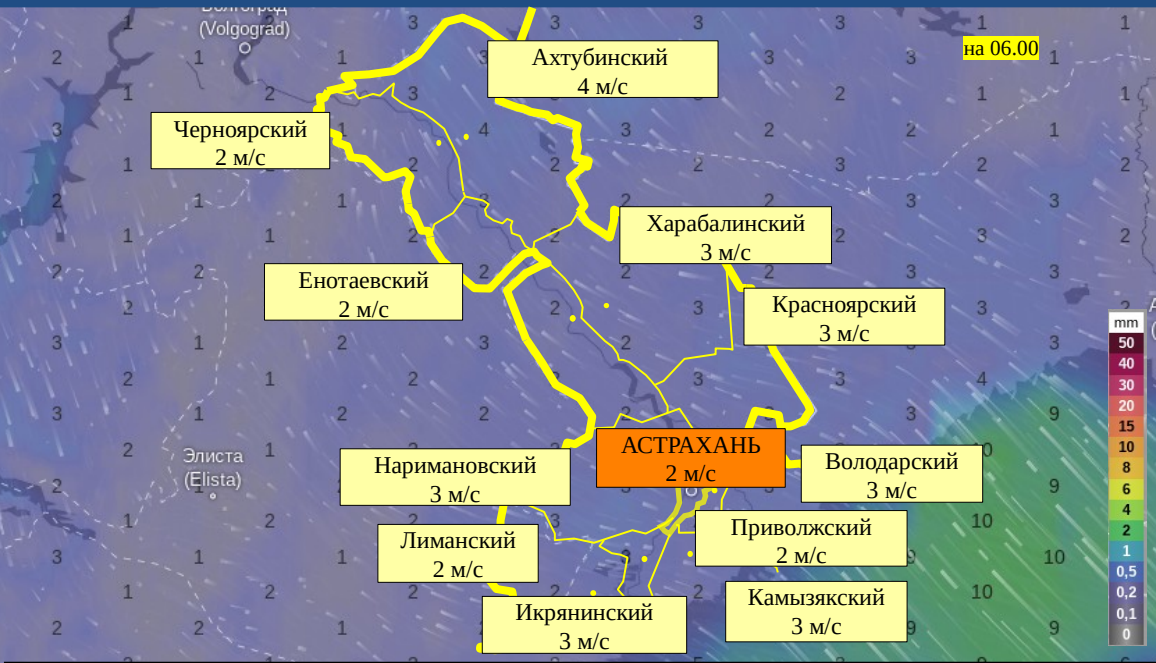 Волгоград
(Volgograd)
на 06.00
Ахтубинский
4 м/с
Черноярский
2 м/с
Харабалинский
3 м/с
Енотаевский
2 м/с
Красноярский
3 м/с
mm
50
40
30
20
15
10
8
6
4
2
1
0,5
0,2
0,1
0
АСТРАХАНЬ
2 м/с
Элиста
(Elista)
Наримановский
3 м/с
Володарский
3 м/с
Лиманский
2 м/с
Приволжский
2 м/с
Икрянинский
3 м/с
Камызякский
3 м/с